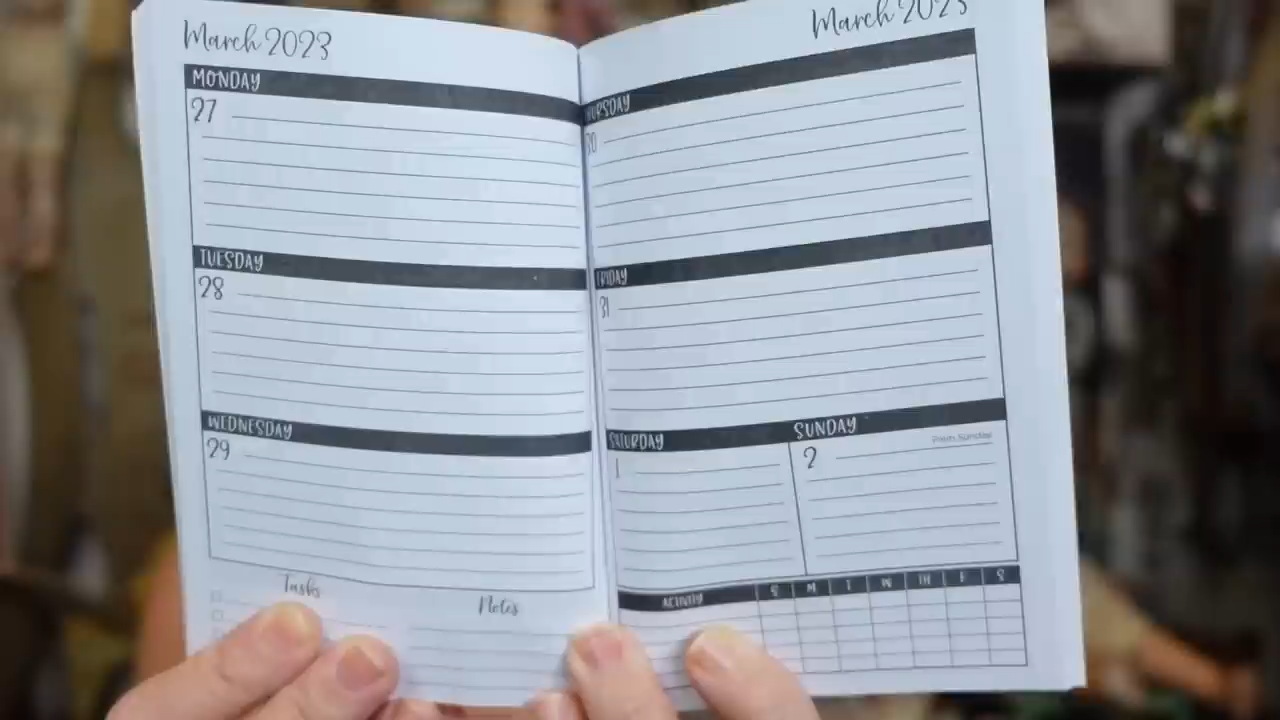 March 2023
MONDAY
27
TUESDAY
28
WEDNESDAY
29
Tasks
Notes
March 2023
THURSDAY
30
FRIDAY
31
SATURDAY
1
SUNDAY
Palm Sunday
2
ACTIVITY S M T W TH F S